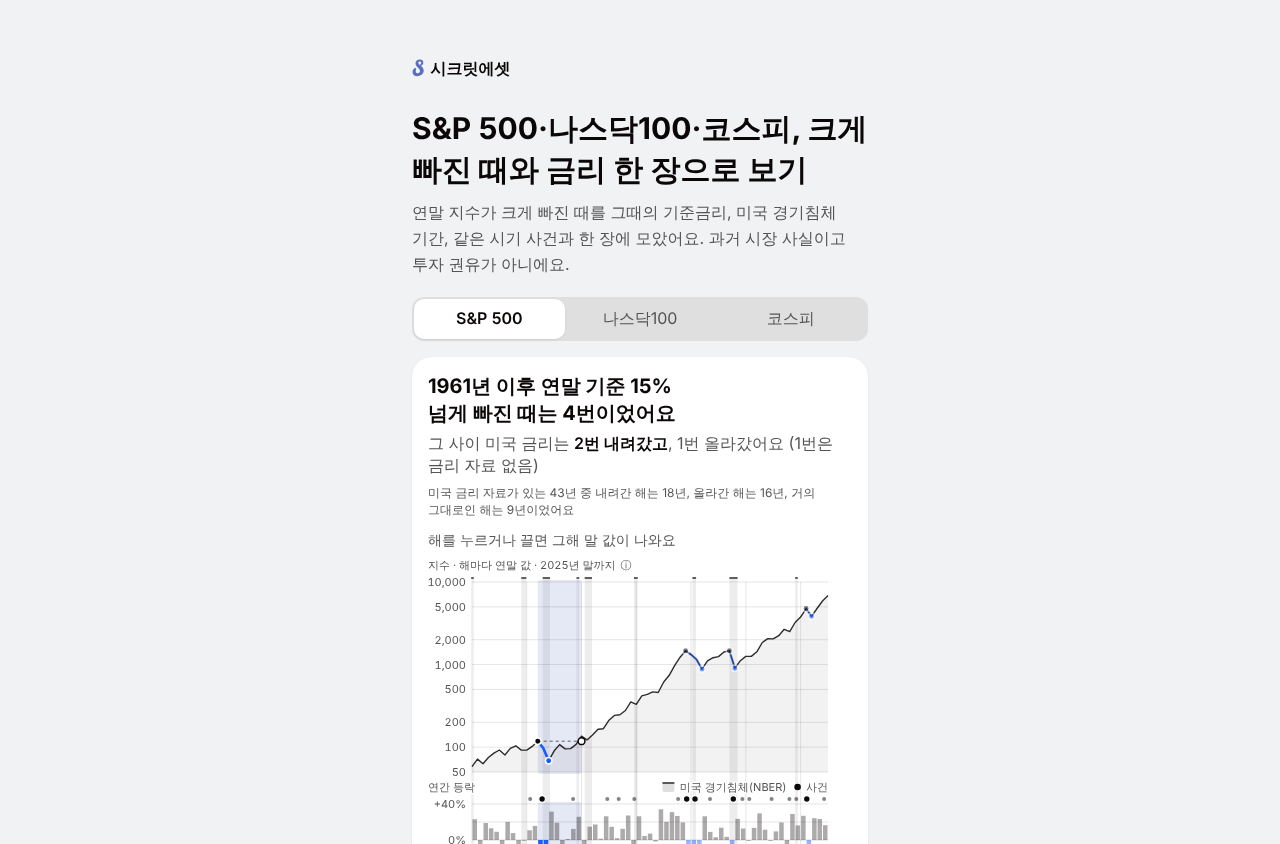 S 시크릿에셋
S&P 500·나스닥100·코스피, 크게
빠진 때와 금리 한 장으로 보기
연말 지수가 크게 빠진 때를 그때의 기준금리, 미국 경기침체
기간, 같은 시기 사건과 한 장에 모았어요. 과거 시장 사실이고
투자 권유가 아니에요.
S&P 500 나스닥100 코스피
1961년 이후 연말 기준 15%
넘게 빠진 때는 4번이었어요
그 사이 미국 금리는 2번 내려갔고, 1번 올라갔어요 (1번은
금리 자료 없음)
미국 금리 자료가 있는 43년 중 내려간 해는 18년, 올라간 해는 16년, 거의
그대로인 해는 9년이었어요
해를 누르거나 끌면 그해 말 값이 나와요
지수 · 해마다 연말 값 · 2025년 말까지 ⓘ
10,000
5,000
2,000
1,000
500
200
100
50
연간 등락 미국 경기침체(NBER) 사건
+40%
0%